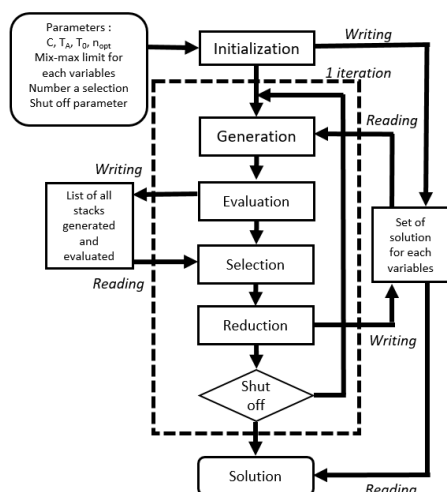 Parameters :
C, T_A, T_0, n_opt
Mix-max limit for
each variables
Number a selection
Shut off parameter
Initialization
Writing
1 iteration
Generation
Reading
Writing
Evaluation
List of all
stacks
generated
and
evaluated
Set of
solution
for each
variables
Selection
Reading
Reduction
Writing
Shut
off
Solution
Reading